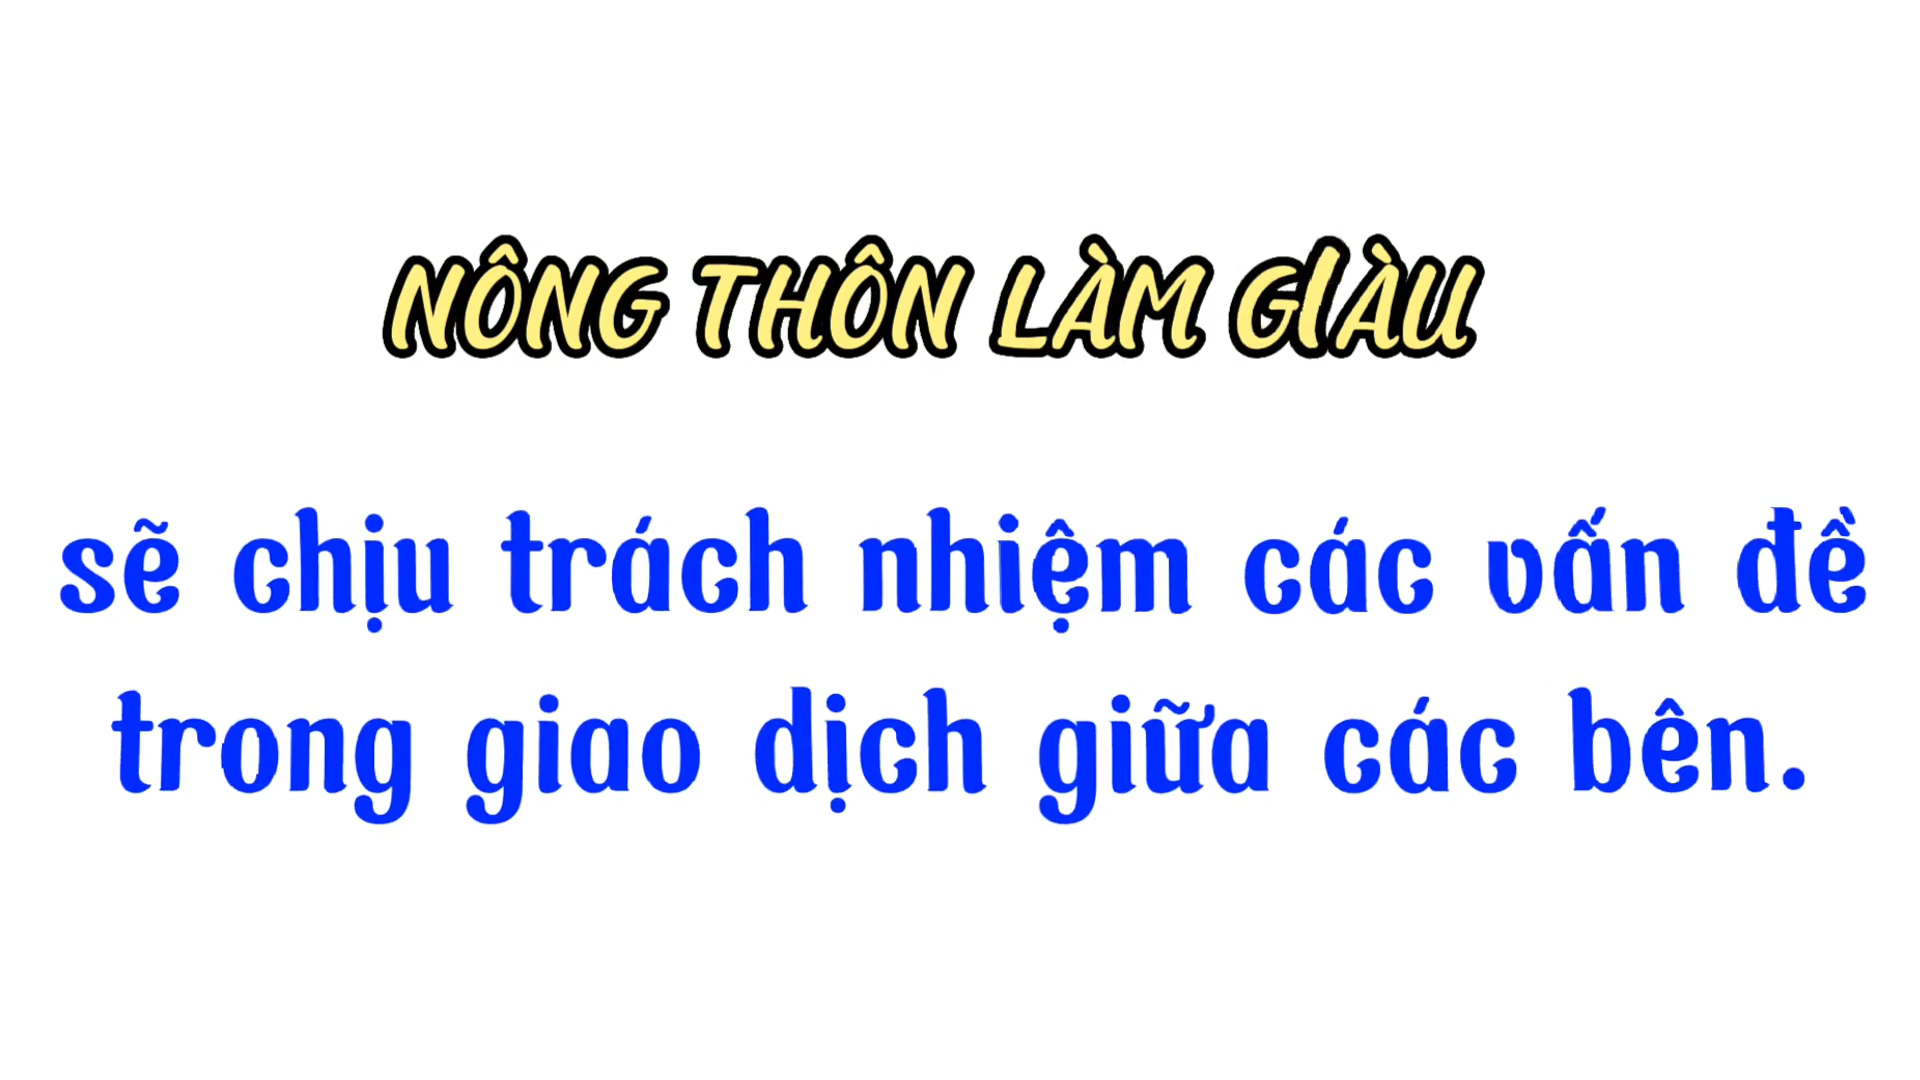 NÔNG THÔN LÀM GIÀU
sẽ chịu trách nhiệm các vấn đề
trong giao dịch giữa các bên.